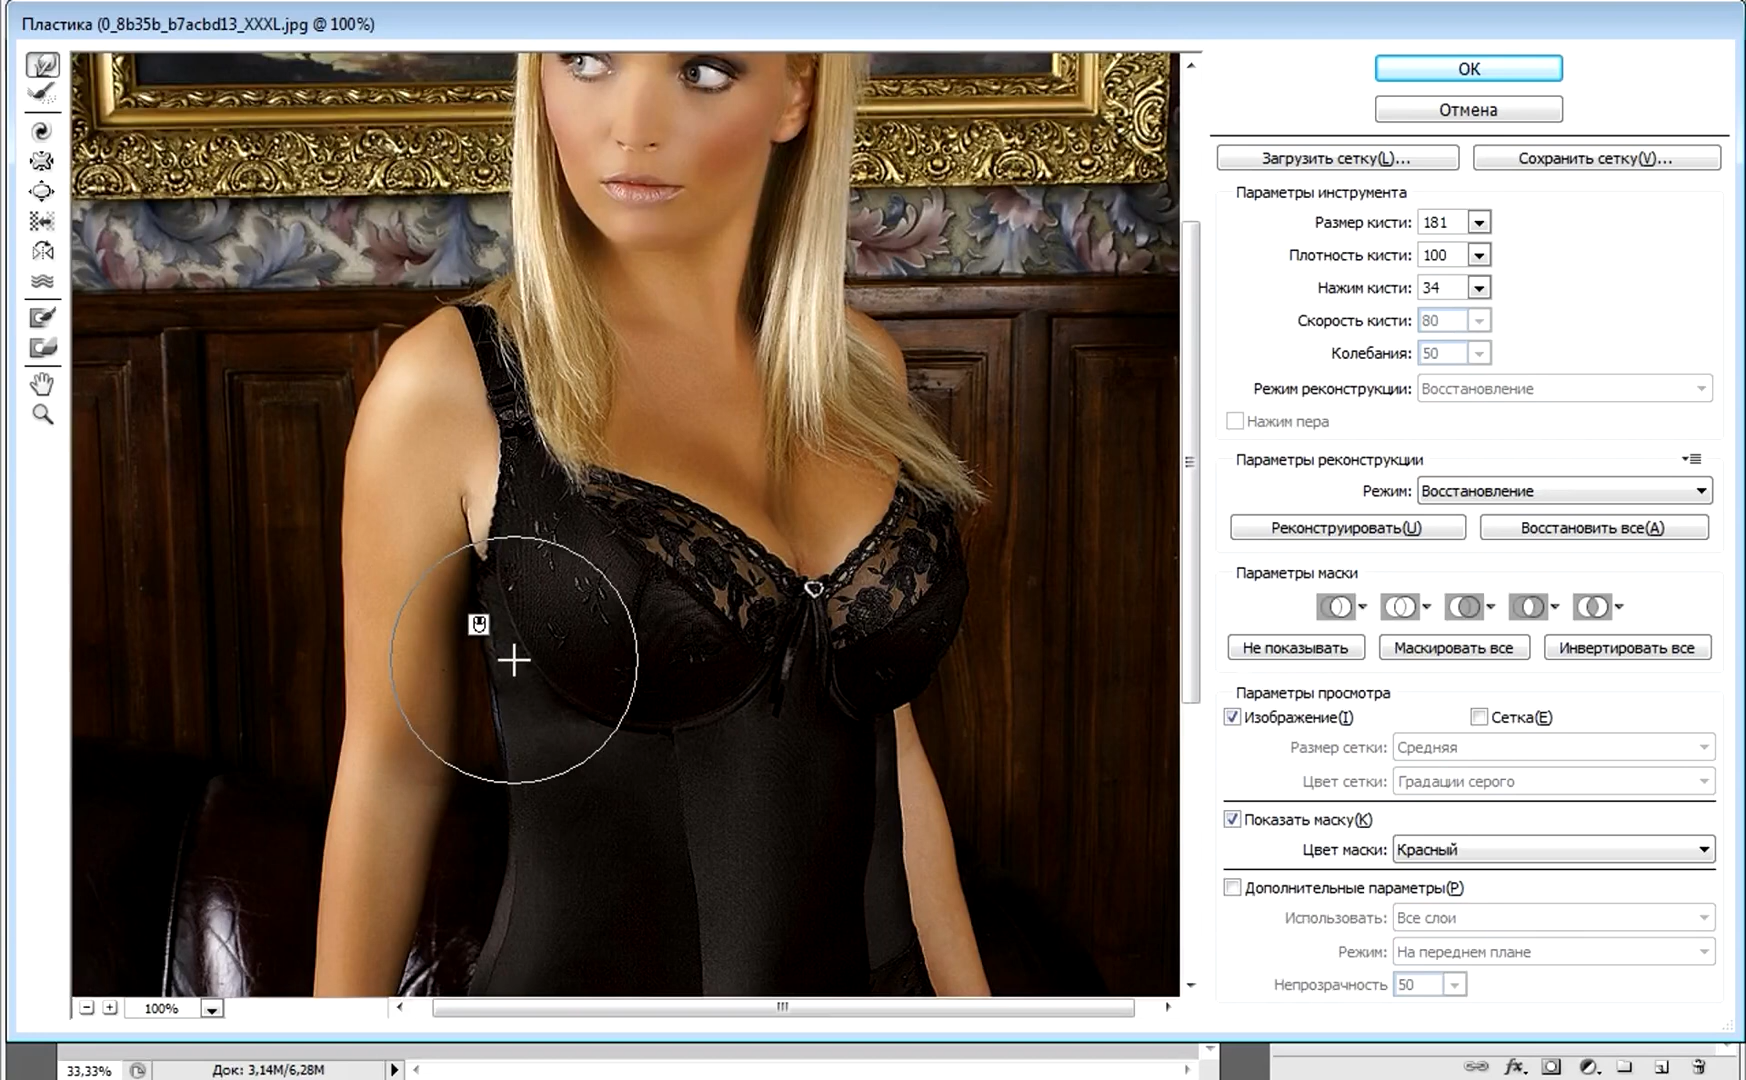 Пластика (0_8b35b_b7acbd13_XXXL.jpg @ 100%)
ОК
Отмена
Загрузить сетку(L)...
Сохранить сетку(V)...
Параметры инструмента
Размер кисти: 181
Плотность кисти: 100
Нажим кисти: 34
Скорость кисти: 80
Колебания: 50
Режим реконструкции: Восстановление
Нажим пера
Параметры реконструкции
Режим: Восстановление
Реконструировать(U)
Восстановить все(A)
Параметры маски
Не показывать
Маскировать все
Инвертировать все
Параметры просмотра
Изображение(I)
Сетка(E)
Размер сетки: Средняя
Цвет сетки: Градации серого
Показать маску(K)
Цвет маски: Красный
Дополнительные параметры(P)
Использовать: Все слои
Режим: На переднем плане
Непрозрачность 50
100%
33,33%
Док: 3,14M/6,28M
fx